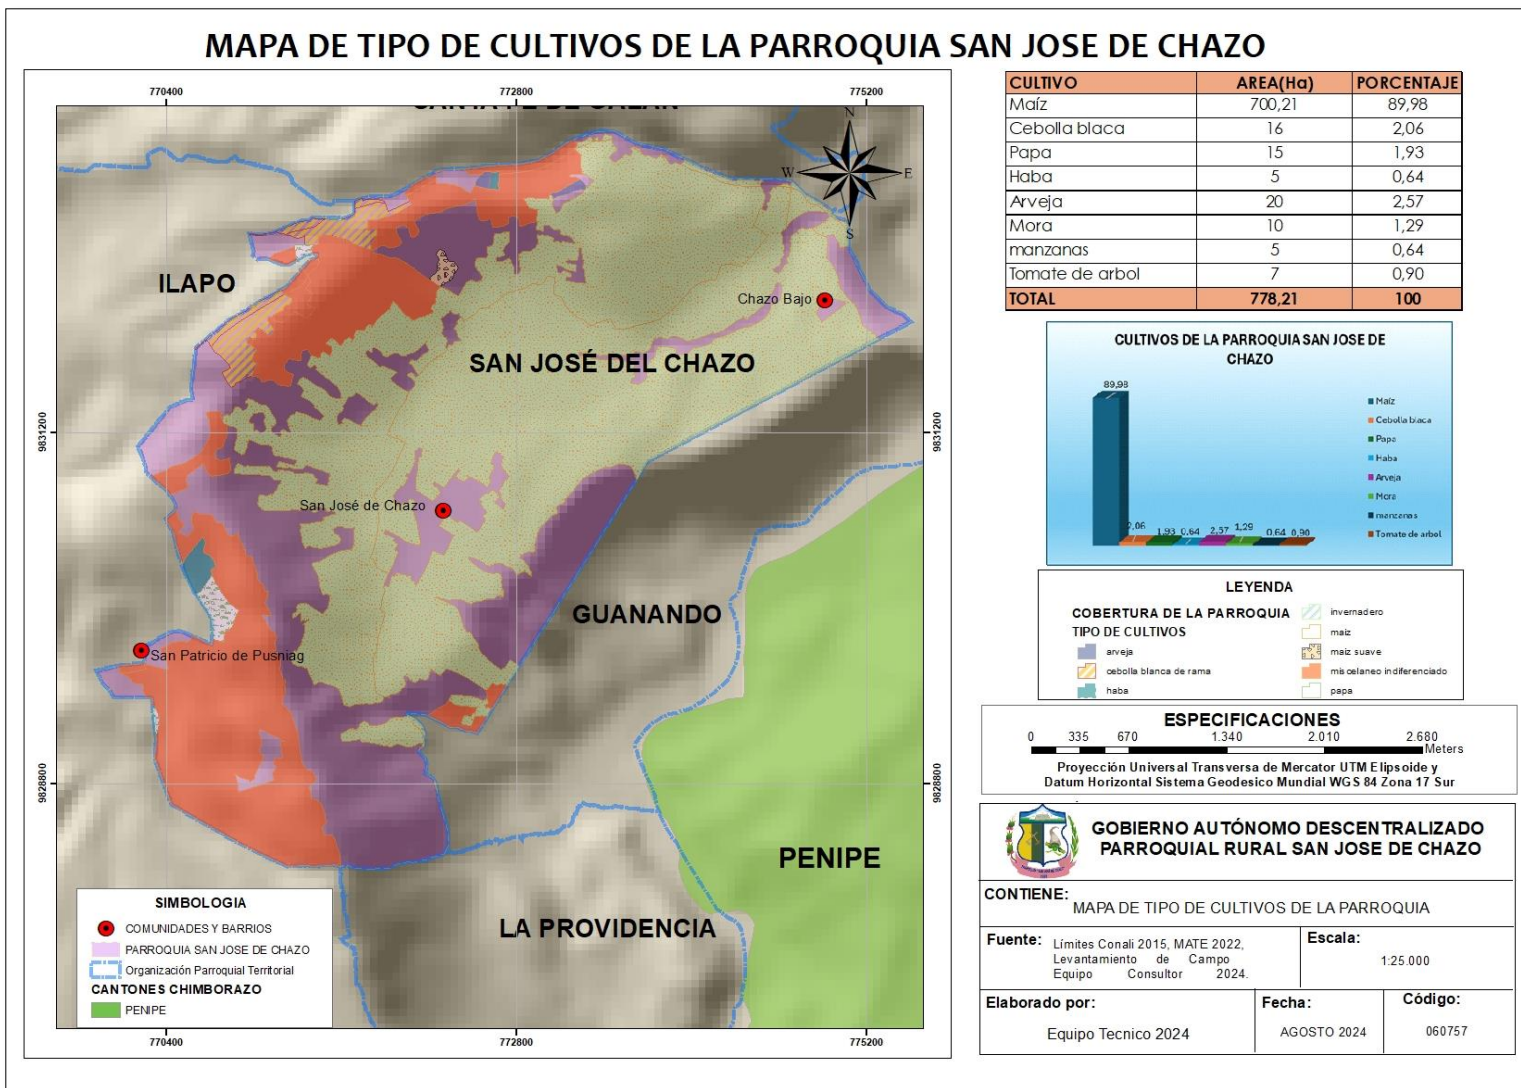 MAPA DE TIPO DE CULTIVOS DE LA PARROQUIA SAN JOSE DE CHAZO
770400 772800 775200
N
W E
S
ILAPO
Chazo Bajo
SAN JOSÉ DEL CHAZO
9831200 9831200
San José de Chazo
GUANANDO
San Patricio de Pusniag
9828800 9828800
PENIPE
LA PROVIDENCIA
SIMBOLOGIA
COMUNIDADES Y BARRIOS
PARROQUIA SAN JOSE DE CHAZO
Organización Parroquial Territorial
CANTONES CHIMBORAZO
PENIPE
770400 772800 775200
CULTIVO AREA(Ha) PORCENTAJE
Maíz 700,21 89,98
Cebolla blaca 16 2,06
Papa 15 1,93
Haba 5 0,64
Arveja 20 2,57
Mora 10 1,29
manzanas 5 0,64
Tomate de arbol 7 0,90
TOTAL 778,21 100
CULTIVOS DE LA PARROQUIA SAN JOSE DE
CHAZO
89,98
2,06 1,93 0,64 2,57 1,29 0,64 0,90
Maíz
Cebolla blaca
Papa
Haba
Arveja
Mora
manzanas
Tomate de arbol
LEYENDA
COBERTURA DE LA PARROQUIA
TIPO DE CULTIVOS
arveja
cebolla blanca de rama
haba
invernadero
maiz
maiz suave
miscelaneo indiferenciado
papa
ESPECIFICACIONES
0 335 670 1.340 2.010 2.680
Meters
Proyección Universal Transversa de Mercator UTM Elipsoide y
Datum Horizontal Sistema Geodesico Mundial WGS 84 Zona 17 Sur
GOBIERNO AUTÓNOMO DESCENTRALIZADO
PARROQUIAL RURAL SAN JOSE DE CHAZO
CONTIENE:
MAPA DE TIPO DE CULTIVOS DE LA PARROQUIA
Fuente: Límites Conali 2015, MATE 2022,
Levantamiento de Campo
Equipo Consultor 2024.
Escala:
1:25.000
Elaborado por:
Equipo Tecnico 2024
Fecha:
AGOSTO 2024
Código:
060757